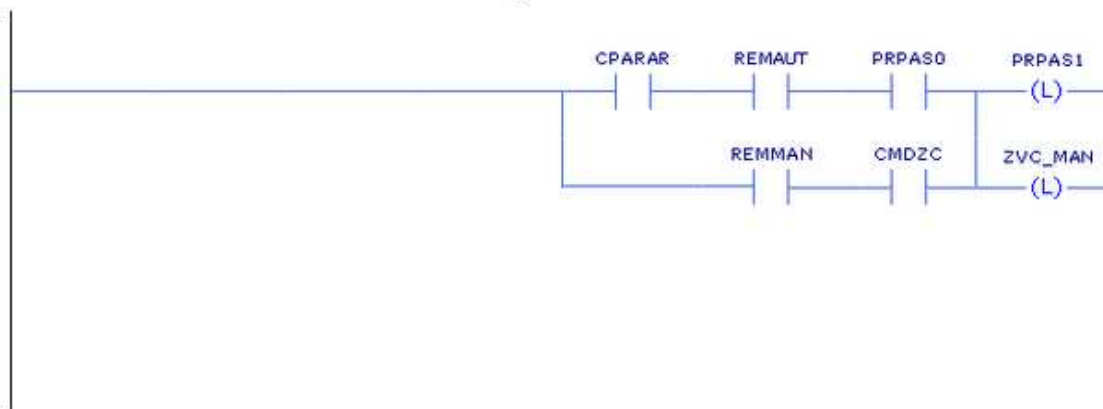 CPARAR REMAUT PRPAS0 PRPAS1
(L)
REMMAN CMDZC ZVC_MAN
(L)